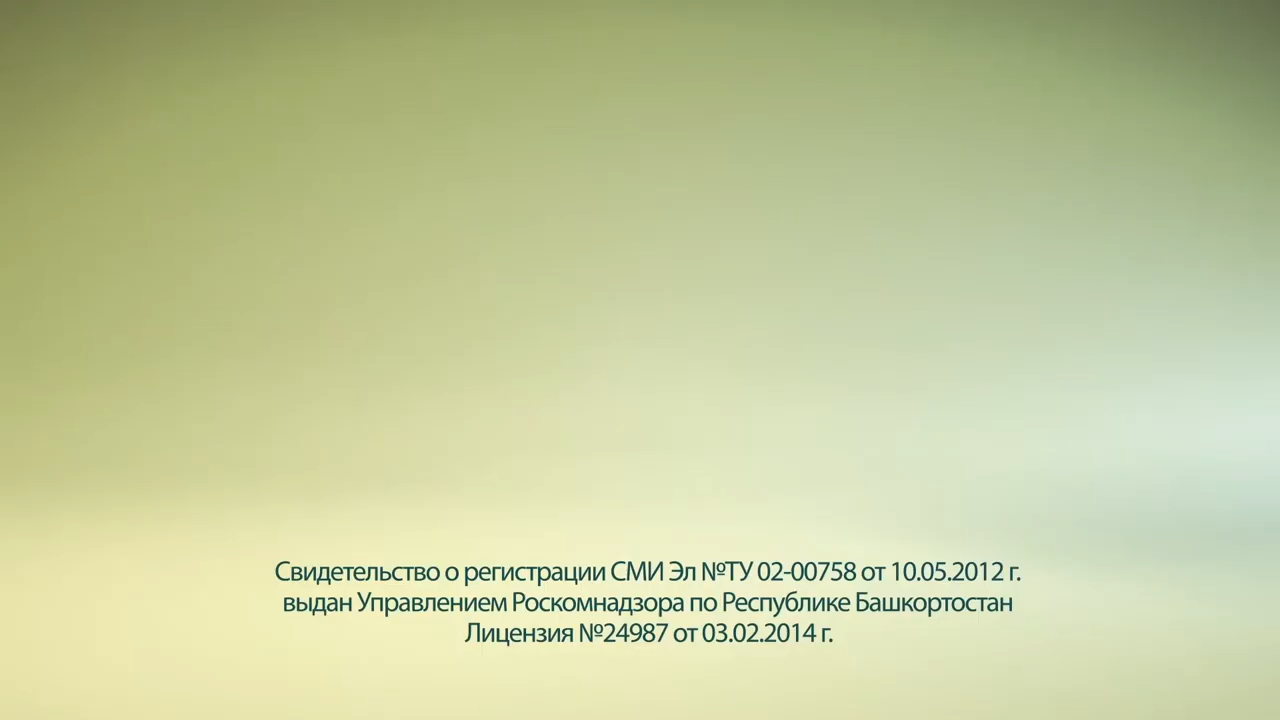 Свидетельство о регистрации СМИ Эл №ТУ 02-00758 от 10.05.2012 г.
выдан Управлением Роскомнадзора по Республике Башкортостан
Лицензия №24987 от 03.02.2014 г.